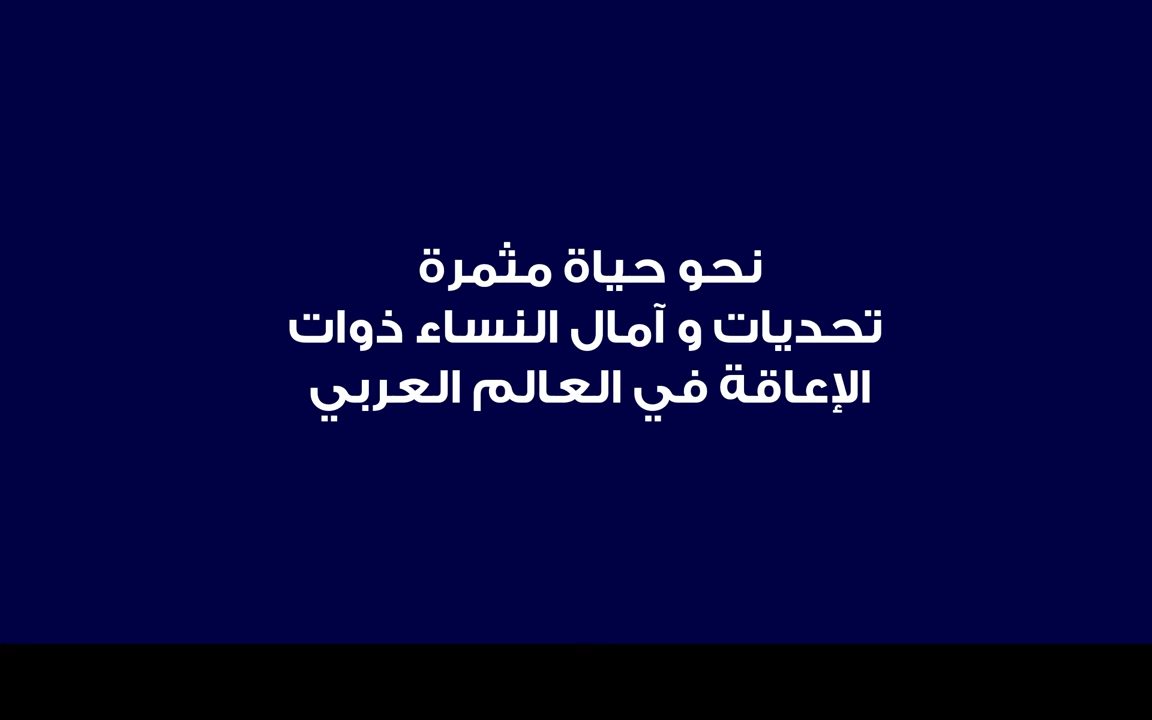 نحو حياة مثمرة
تحديات و آمال النساء ذوات
الإعاقة في العالم العربي